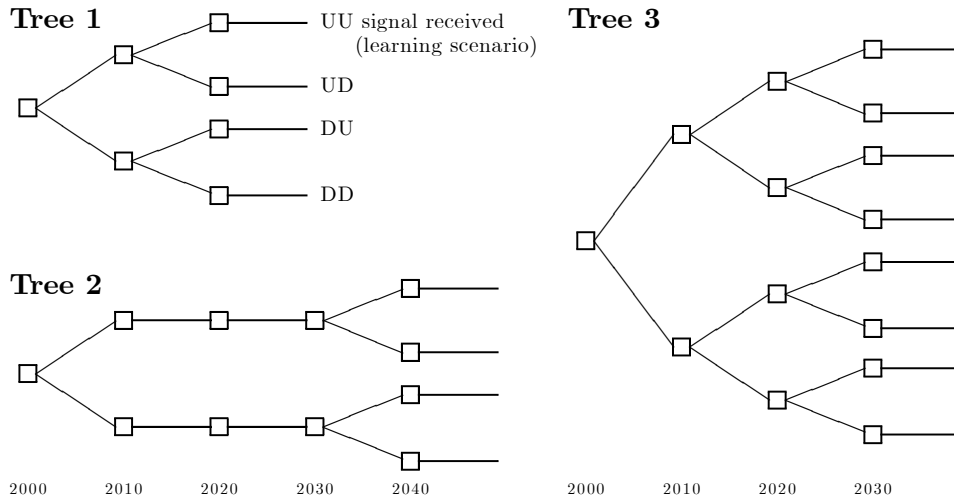 Tree 1
UU signal received
(learning scenario)
UD
DU
DD
Tree 2
2000 2010 2020 2030 2040
Tree 3
2000 2010 2020 2030